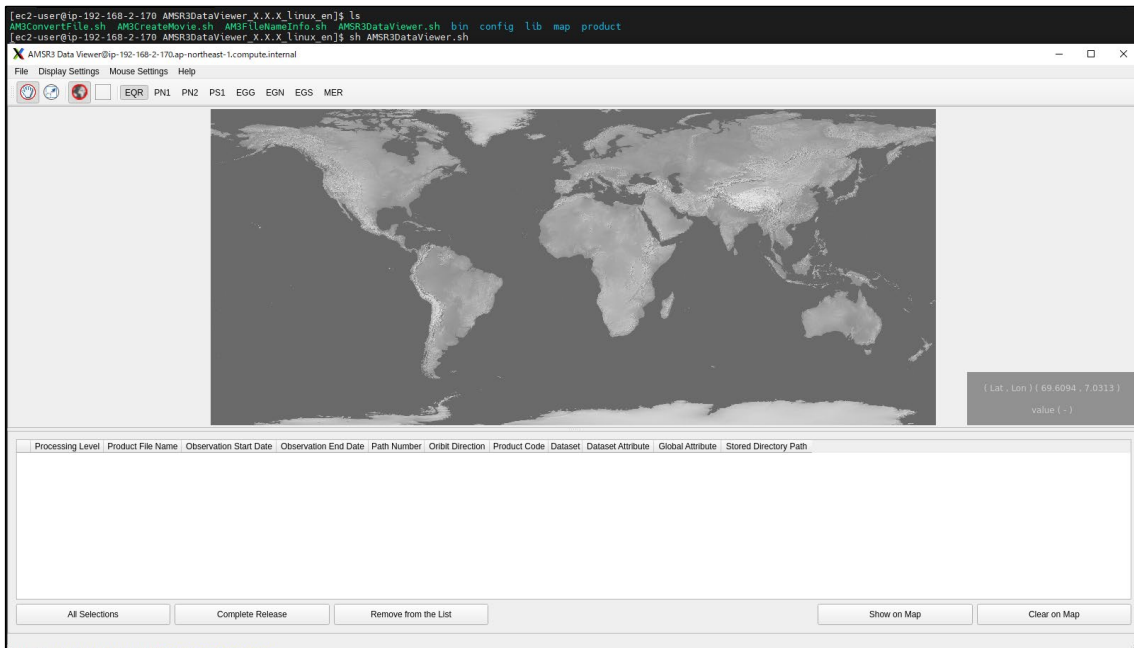 [ec2-user@ip-192-168-2-170 AMSR3DataViewer_X.X.X_linux_en]$ ls
AM3ConvertFile.sh AM3CreateMovie.sh AM3FileNameInfo.sh AMSR3DataViewer.sh bin config lib map product
[ec2-user@ip-192-168-2-170 AMSR3DataViewer_X.X.X_linux_en]$ sh AMSR3DataViewer.sh
AMSR3 Data Viewer@ip-192-168-2-170.ap-northeast-1.compute.internal
File Display Settings Mouse Settings Help
EQR PN1 PN2 PS1 EGG EGN EGS MER
( Lat , Lon ) ( 69.6094 , 7.0313 )
value ( - )
Processing Level Product File Name Observation Start Date Observation End Date Path Number Oribit Direction Product Code Dataset Dataset Attribute Global Attribute Stored Directory Path
All Selections Complete Release Remove from the List Show on Map Clear on Map